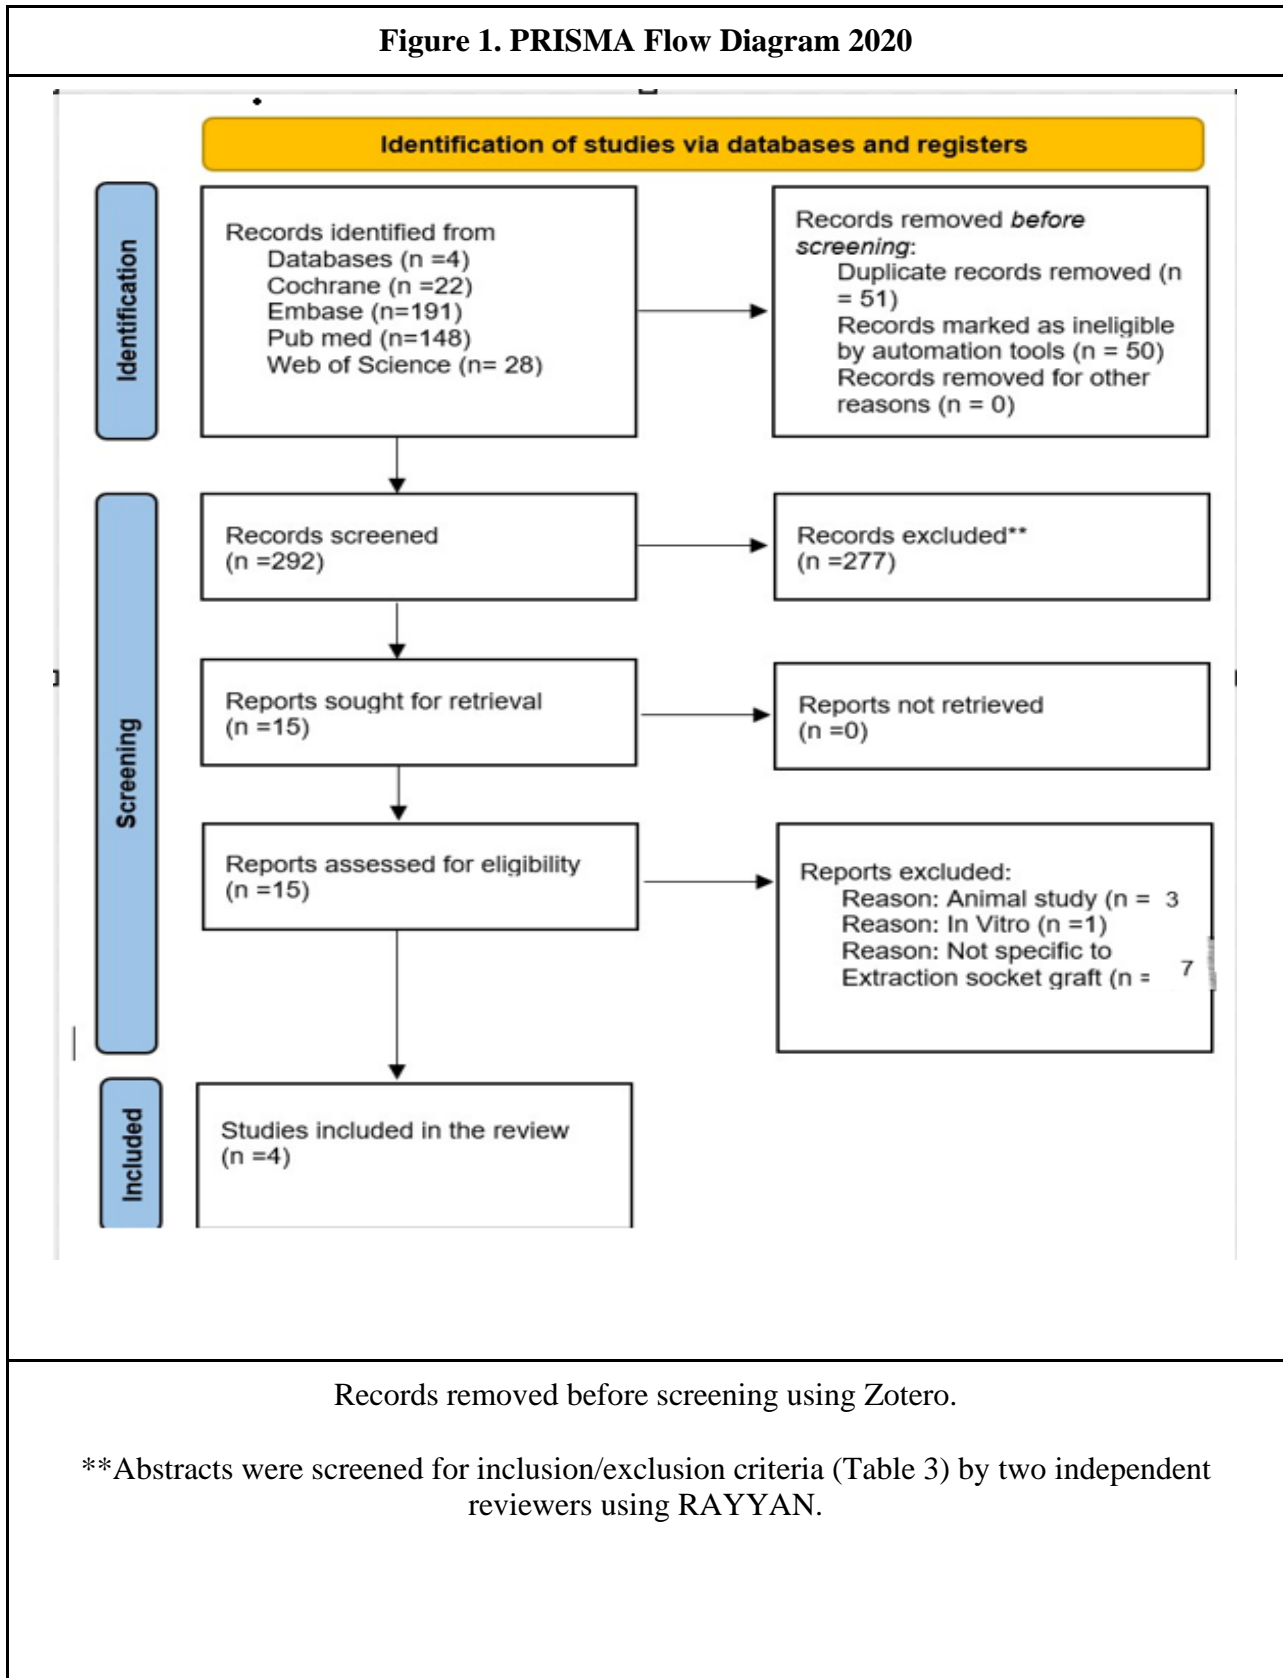 Figure 1. PRISMA Flow Diagram 2020
Identification of studies via databases and registers
Identification
Records identified from
Databases (n =4)
Cochrane (n =22)
Embase (n=191)
Pub med (n=148)
Web of Science (n= 28)
Records removed before
screening:
Duplicate records removed (n
= 51)
Records marked as ineligible
by automation tools (n = 50)
Records removed for other
reasons (n = 0)
Screening
Records screened
(n =292)
Records excluded**
(n =277)
Reports sought for retrieval
(n =15)
Reports not retrieved
(n =0)
Reports assessed for eligibility
(n =15)
Reports excluded:
Reason: Animal study (n = 3
Reason: In Vitro (n =1)
Reason: Not specific to
Extraction socket graft (n = 7
Included
Studies included in the review
(n =4)
Records removed before screening using Zotero.
**Abstracts were screened for inclusion/exclusion criteria (Table 3) by two independent
reviewers using RAYYAN.